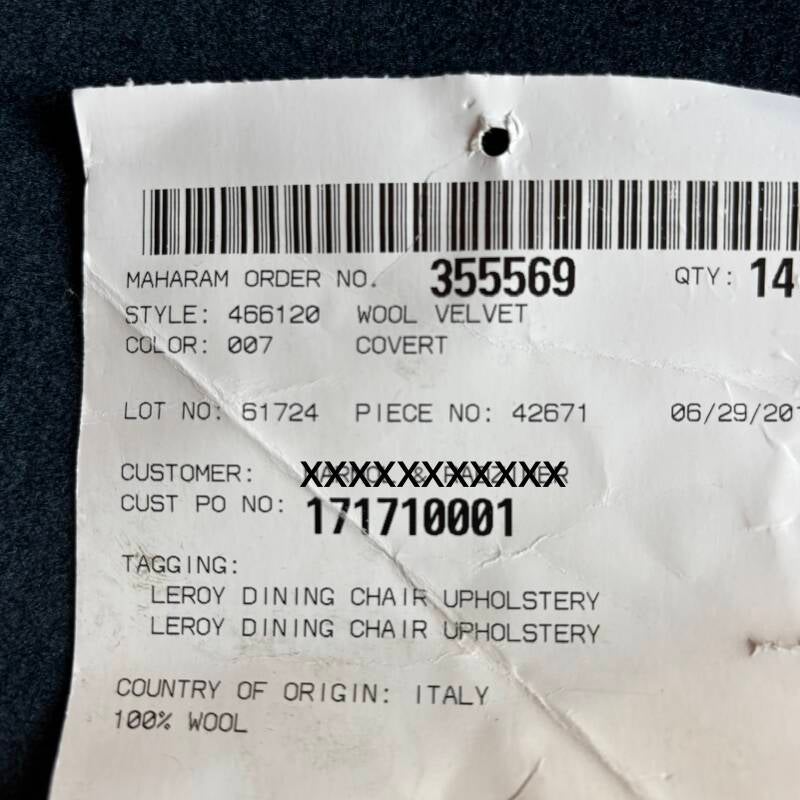 MAHARAM ORDER NO. 355569 QTY: 14
STYLE: 466120 WOOL VELVET
COLOR: 007 COVERT
LOT NO: 61724 PIECE NO: 42671 06/29/201
CUSTOMER: XXXXXXXXXXX
CUST PO NO: 171710001
TAGGING:
LEROY DINING CHAIR UPHOLSTERY
LEROY DINING CHAIR UPHOLSTERY
COUNTRY OF ORIGIN: ITALY
100% WOOL